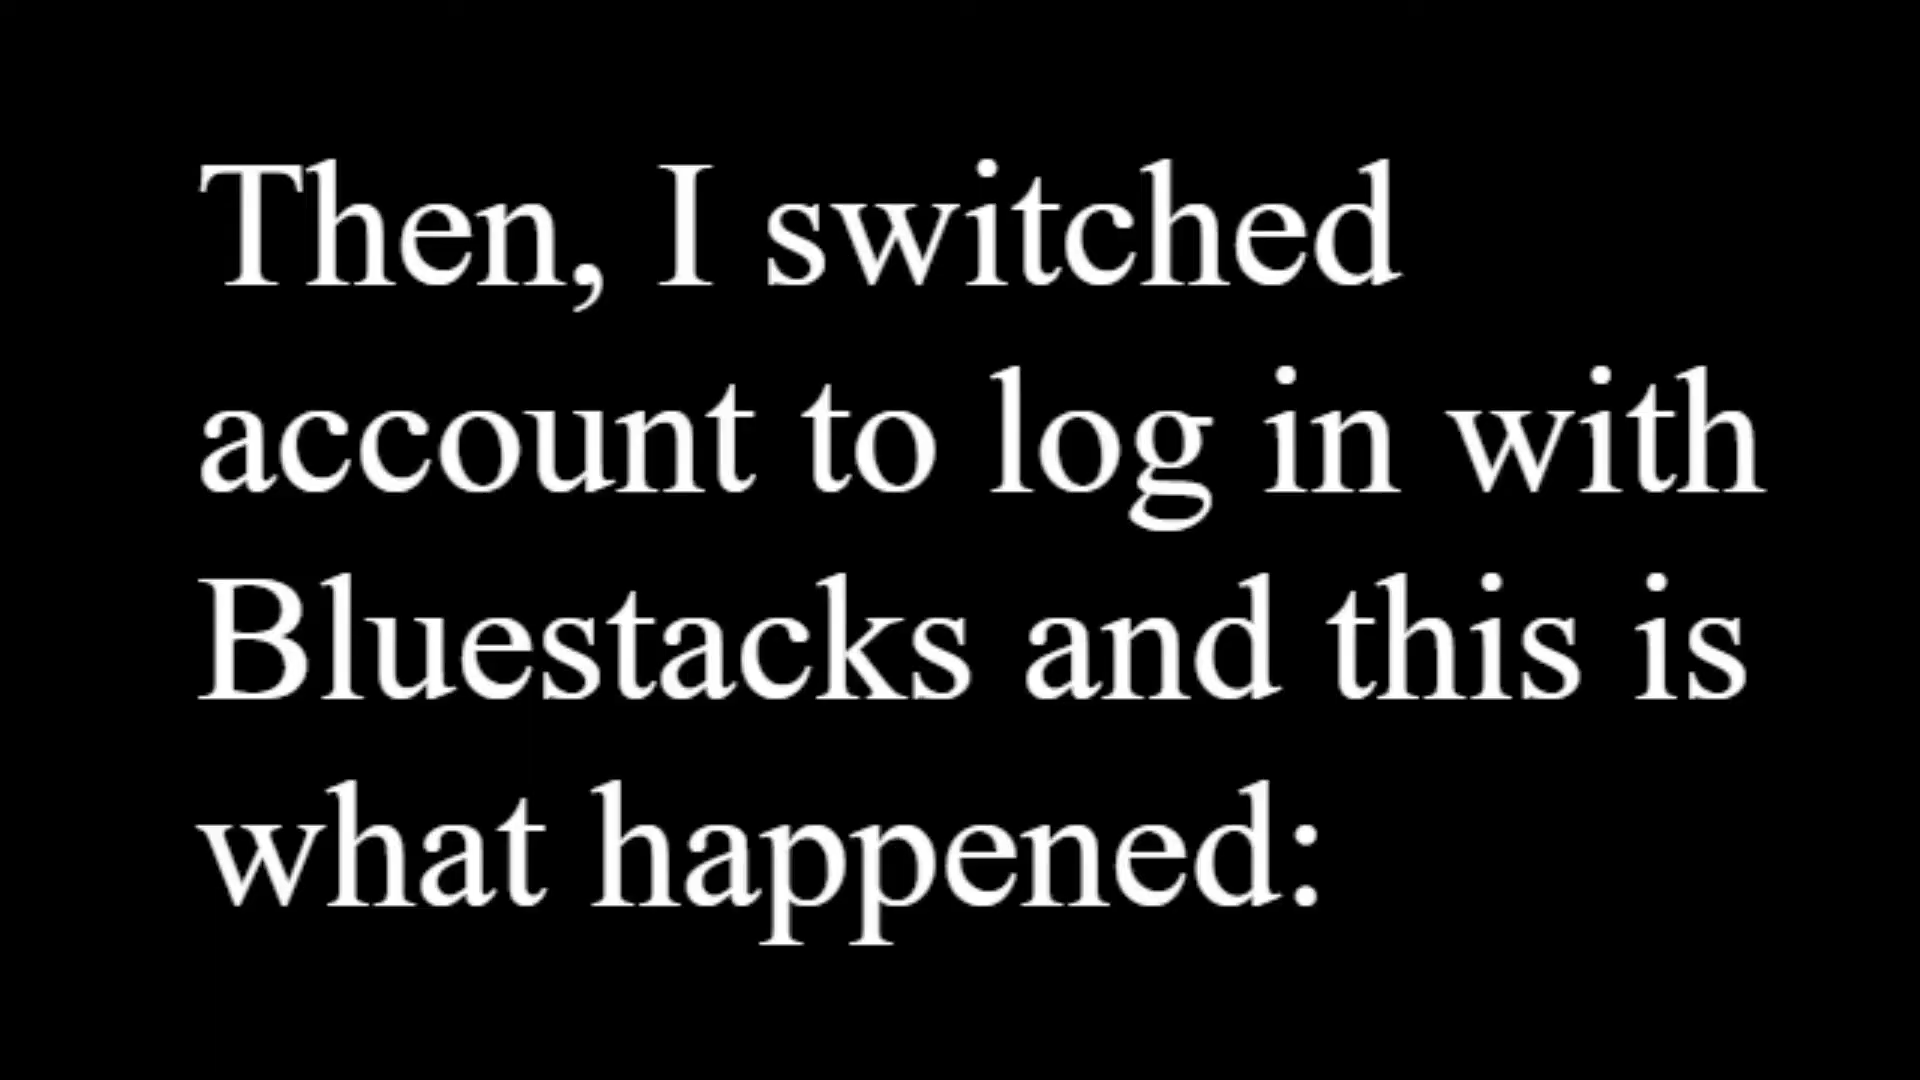 Then, I switched
account to log in with
Bluestacks and this is
what happened: